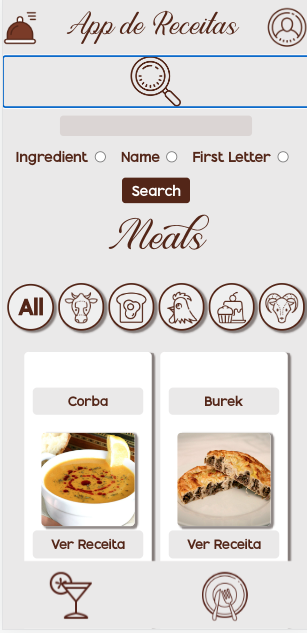 App de Receitas
Ingredient Name First Letter
Search
Meals
All
Corba Burek
Ver Receita Ver Receita